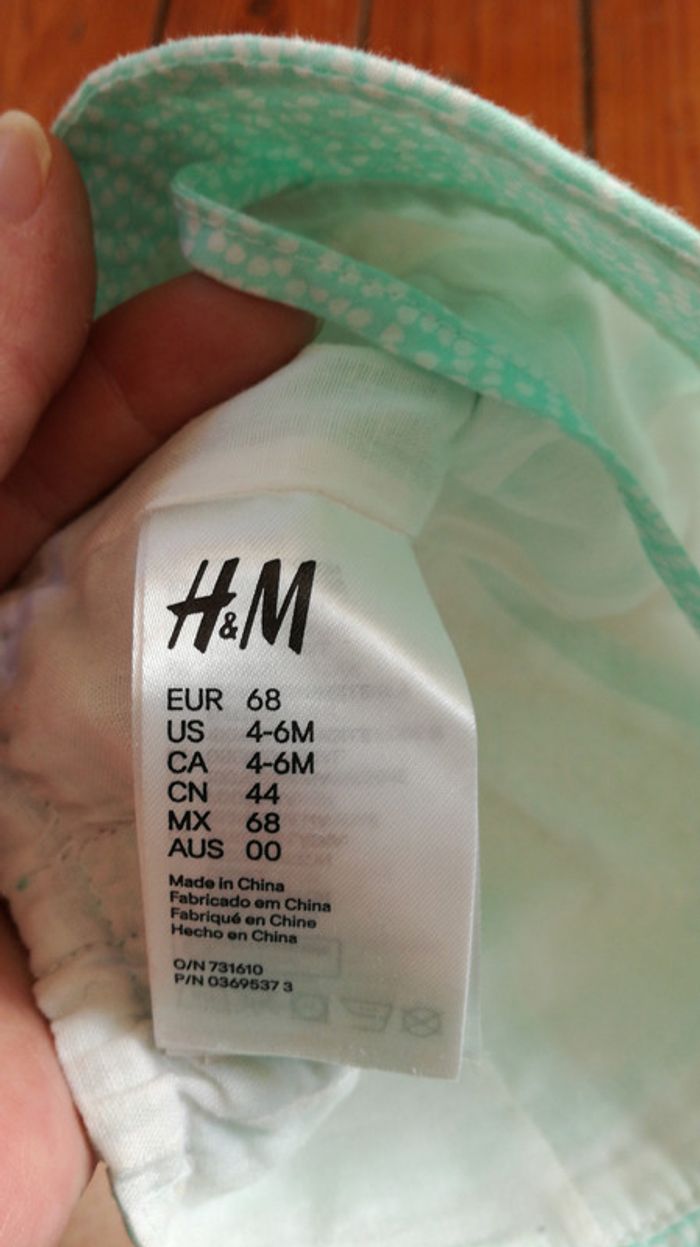 H&M
EUR 68
US 4-6M
CA 4-6M
CN 44
MX 68
AUS 00
Made in China
Fabricado em China
Fabriqué en Chine
Hecho en China
O/N 731610
P/N 0369537 3